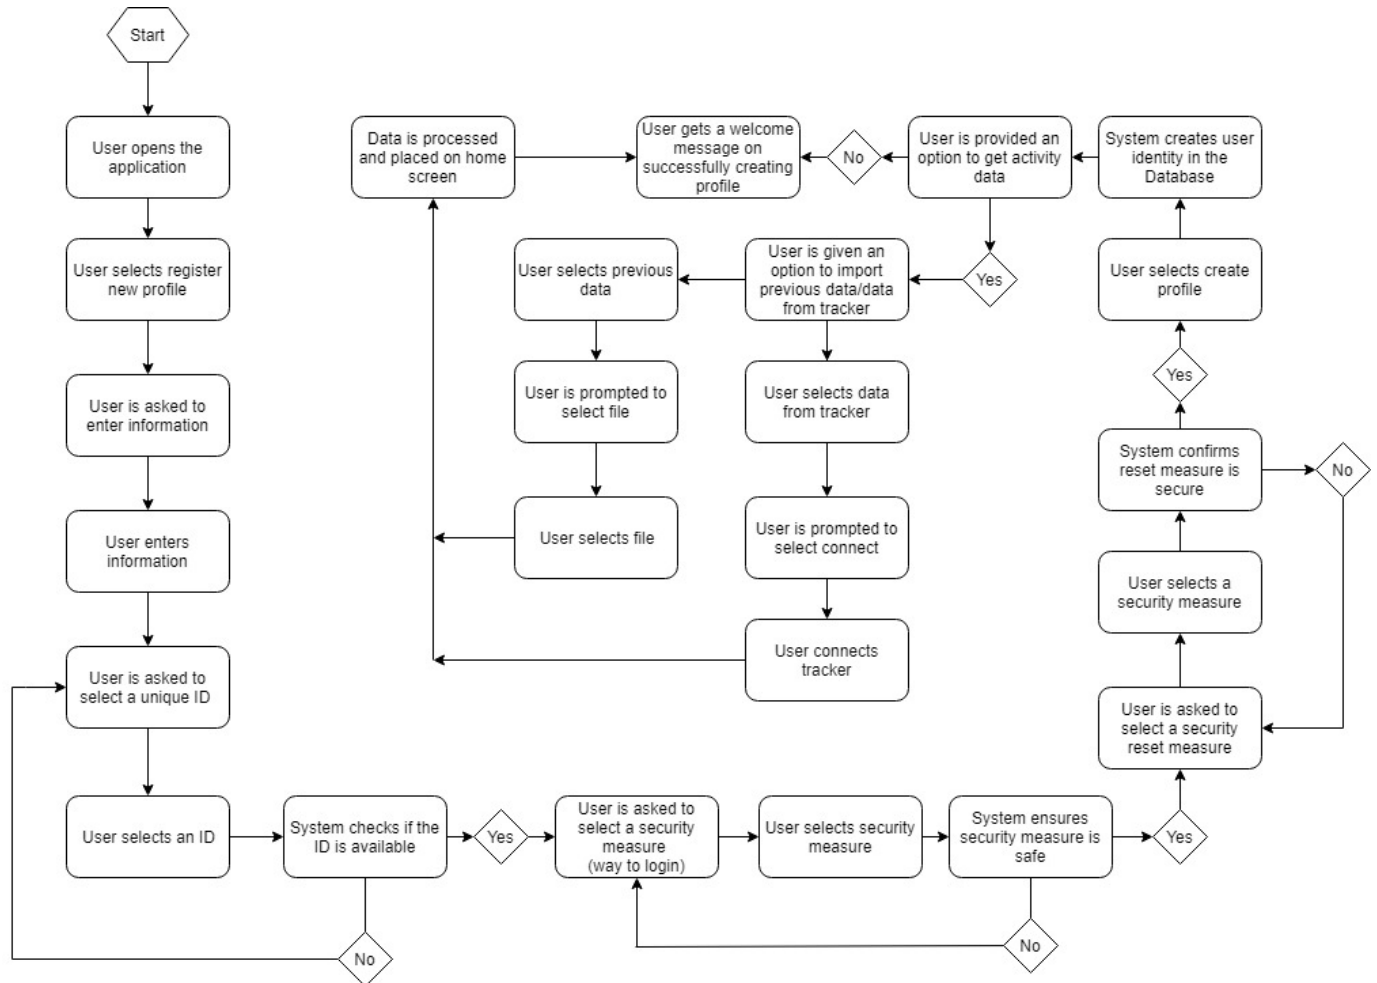 Start
User opens the
application
User selects register
new profile
User is asked to
enter information
User enters
information
User is asked to
select a unique ID
User selects an ID
System checks if the
ID is available
No
Yes
User is asked to
select a security
measure
(way to login)
User selects security
measure
System ensures
security measure is
safe
No
Yes
User is asked to
select a security
reset measure
User selects a
security measure
System confirms
reset measure is
secure
No
Yes
User selects create
profile
System creates user
identity in the
Database
User is provided an
option to get activity
data
No
User gets a welcome
message on
successfully creating
profile
Yes
User is given an
option to import
previous data/data
from tracker
User selects previous
data
User is prompted to
select file
User selects file
User selects data
from tracker
User is prompted to
select connect
User connects
tracker
Data is processed
and placed on home
screen